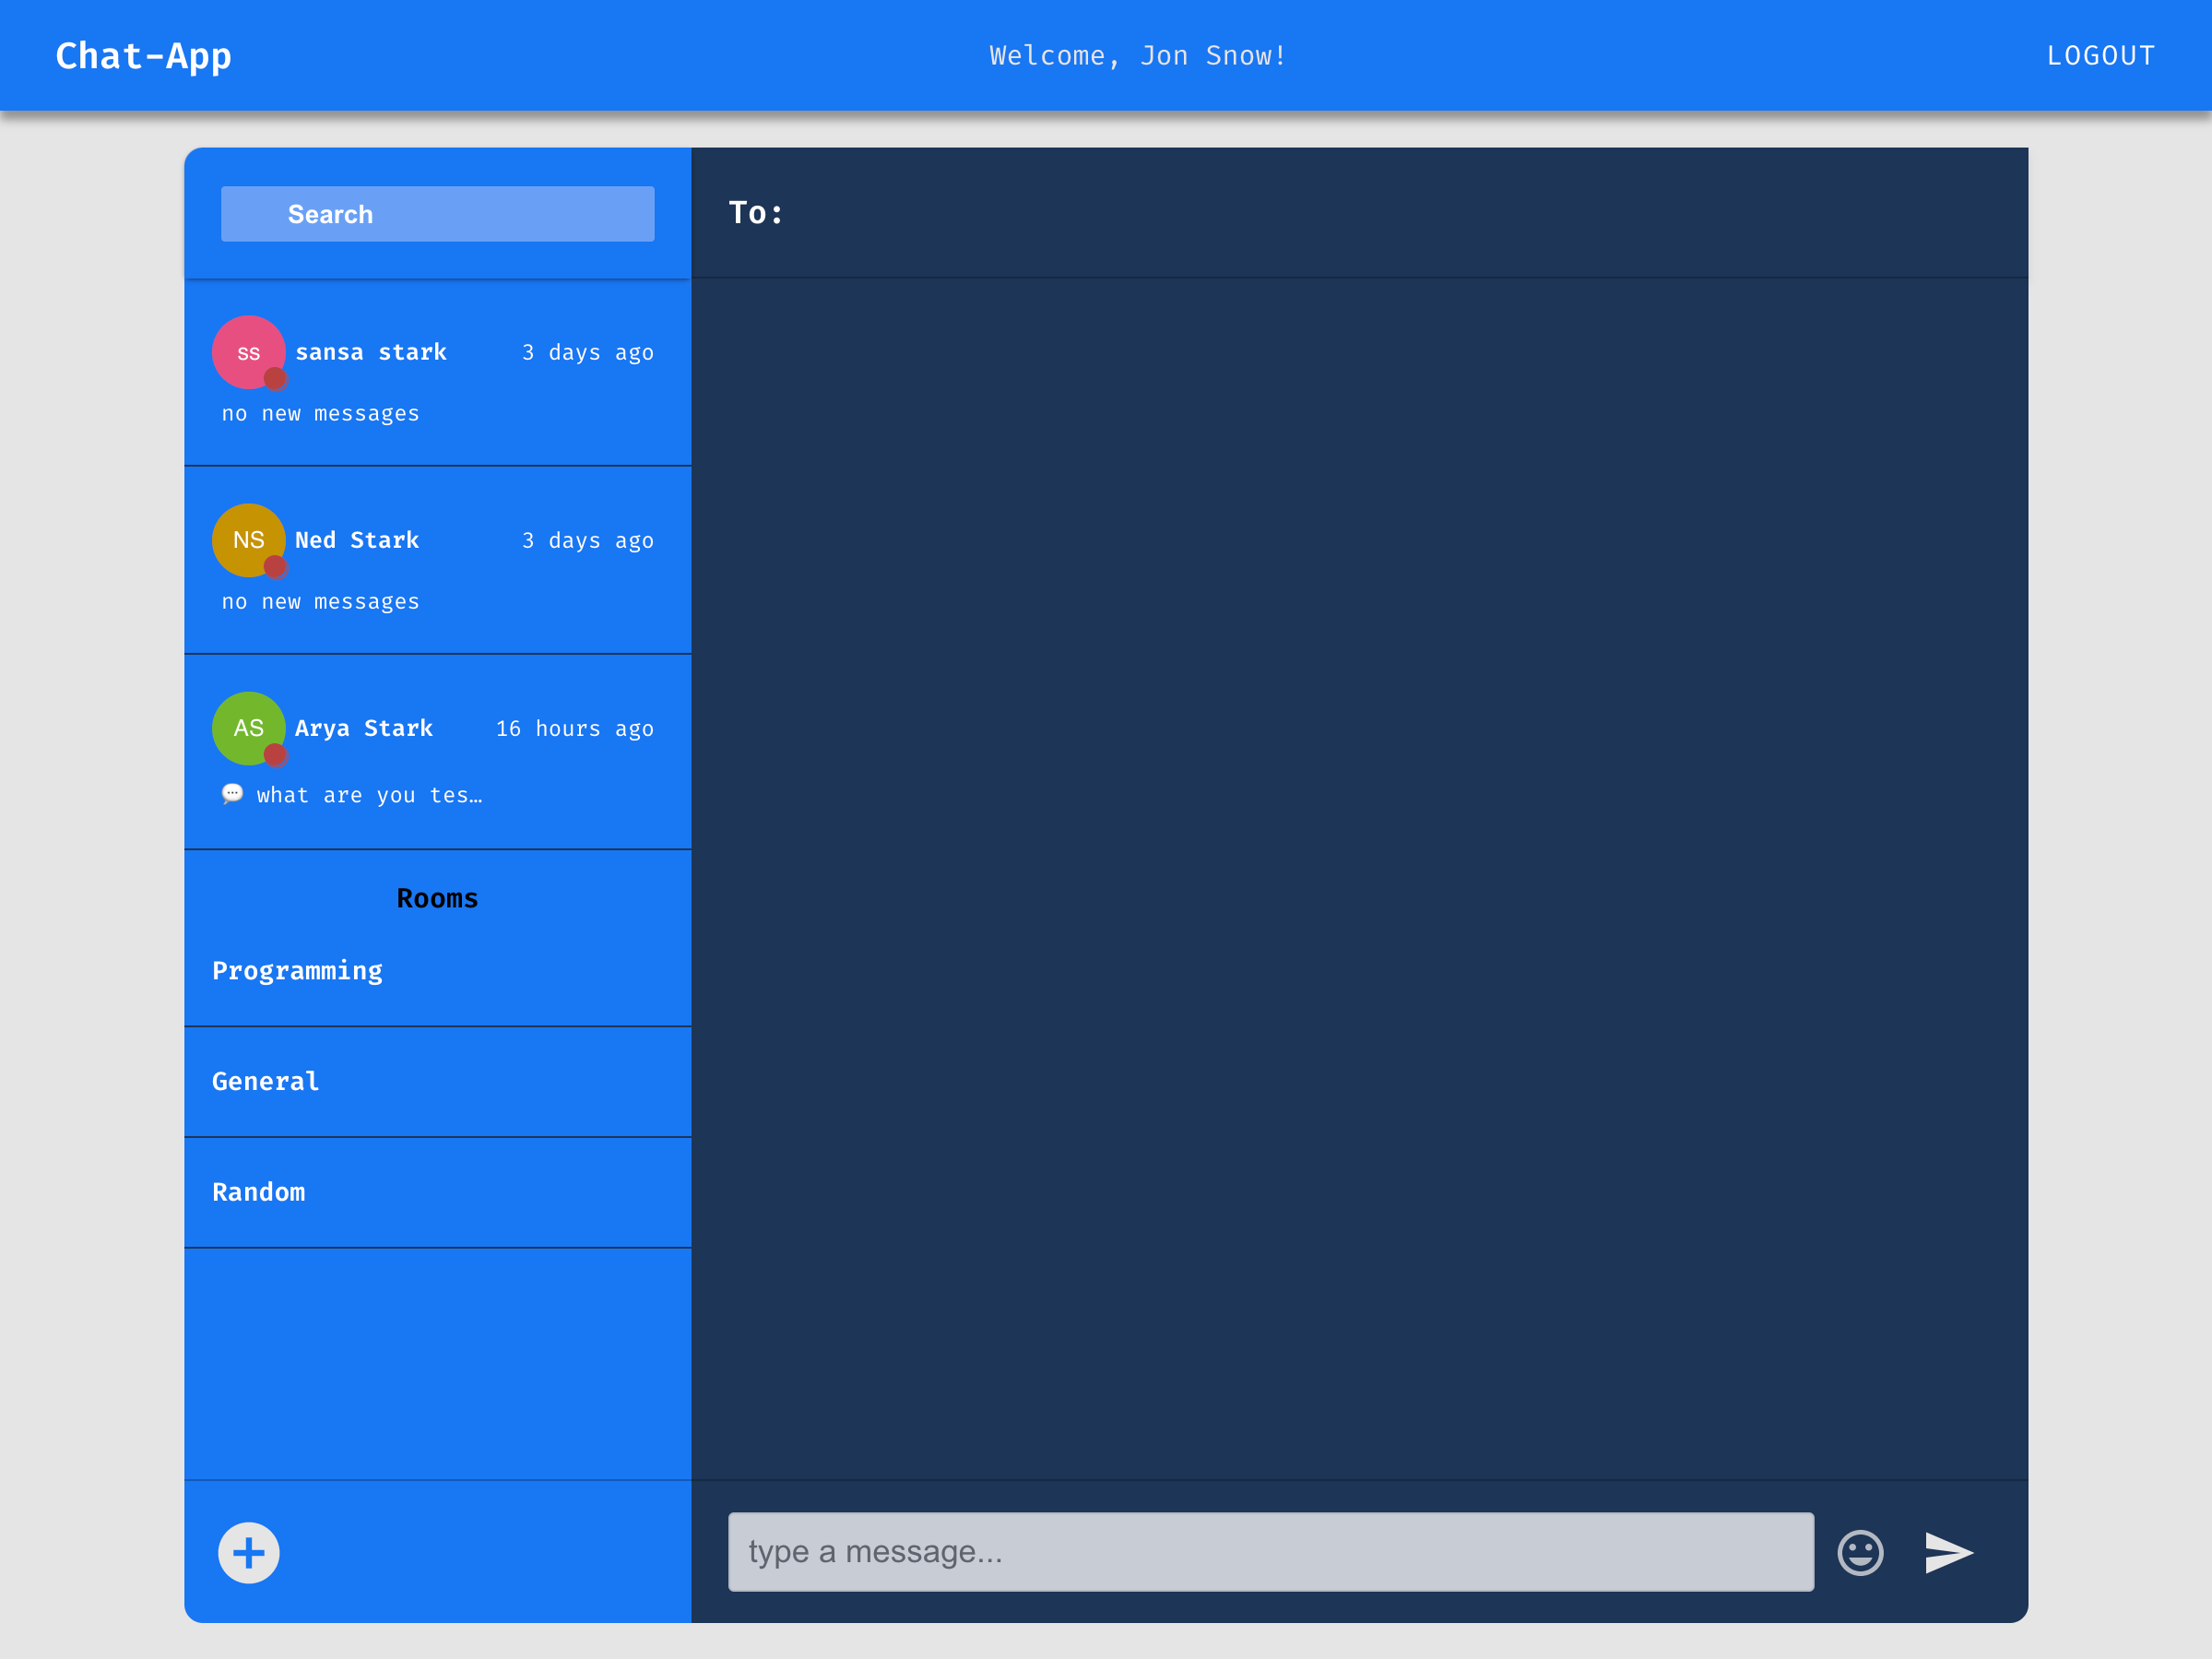 Chat-App
Welcome, Jon Snow!
LOGOUT
Search
To:
ss
sansa stark
3 days ago
no new messages
NS
Ned Stark
3 days ago
no new messages
AS
Arya Stark
16 hours ago
💬 what are you tes…
Rooms
Programming
General
Random
type a message...